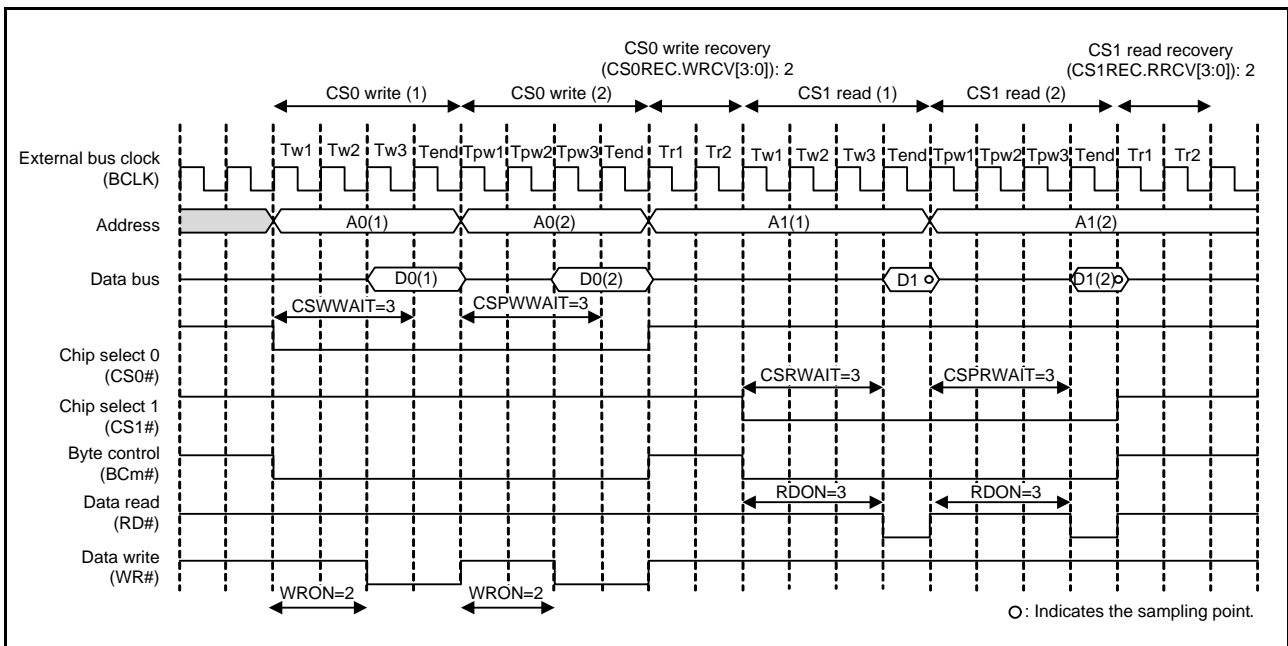 CS0 write recovery
(CS0REC.WRCV[3:0]): 2
CS1 read recovery
(CS1REC.RRCV[3:0]): 2
CS0 write (1) CS0 write (2) CS1 read (1) CS1 read (2)
External bus clock
(BCLK)
Tw1 Tw2 Tw3 Tend Tpw1 Tpw2 Tpw3 Tend Tr1 Tr2 Tw1 Tw2 Tw3 Tend Tpw1 Tpw2 Tpw3 Tend Tr1 Tr2
Address A0(1) A0(2) A1(1) A1(2)
Data bus D0(1) D0(2) D1 D1(2)
CSWWAIT=3 CSPWWAIT=3
Chip select 0
(CS0#)
CSRWAIT=3 CSPRWAIT=3
Chip select 1
(CS1#)
Byte control
(BCm#)
RDON=3 RDON=3
Data read
(RD#)
Data write
(WR#)
WRON=2 WRON=2
: Indicates the sampling point.